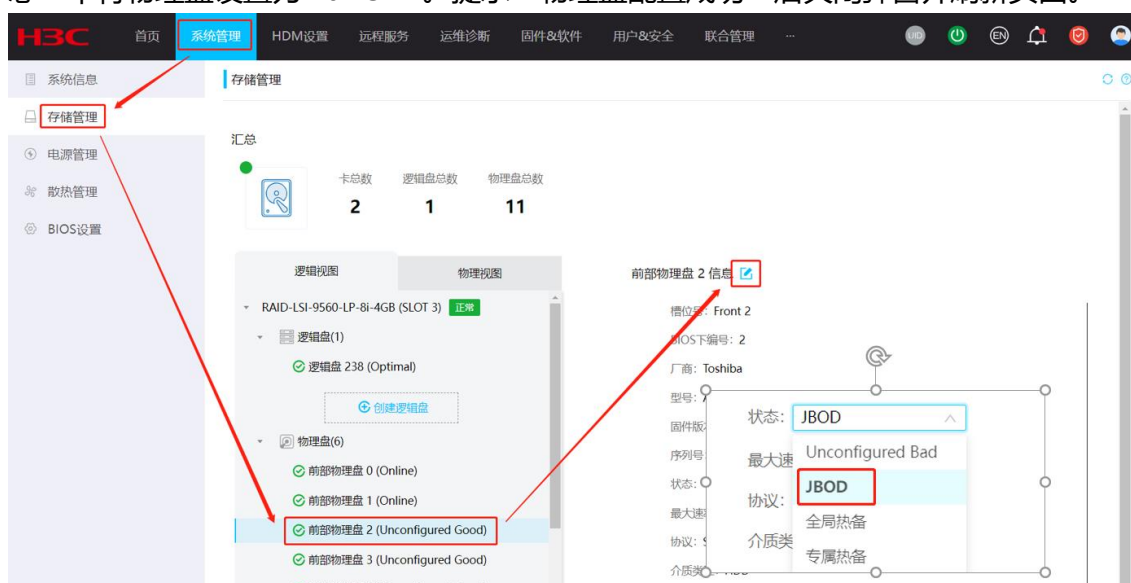 H3C 首页 系统管理 HDM设置 远程服务 运维诊断 固件&软件 用户&安全 联合管理 ... UID EN
系统信息
存储管理
电源管理
散热管理
BIOS设置
存储管理
汇总
卡总数 逻辑盘总数 物理盘总数
2 1 11
逻辑视图 物理视图
RAID-LSI-9560-LP-8i-4GB (SLOT 3) 正常
逻辑盘(1)
逻辑盘 238 (Optimal)
创建逻辑盘
物理盘(6)
前部物理盘 0 (Online)
前部物理盘 1 (Online)
前部物理盘 2 (Unconfigured Good)
前部物理盘 3 (Unconfigured Good)
前部物理盘 2 信息
槽位号: Front 2
BIOS下编号: 2
厂商: Toshiba
型号:
固件版
序列号
状态:
最大速
协议:
介质类
状态: JBOD
最大速
协议:
介质类
Unconfigured Bad
JBOD
全局热备
专属热备